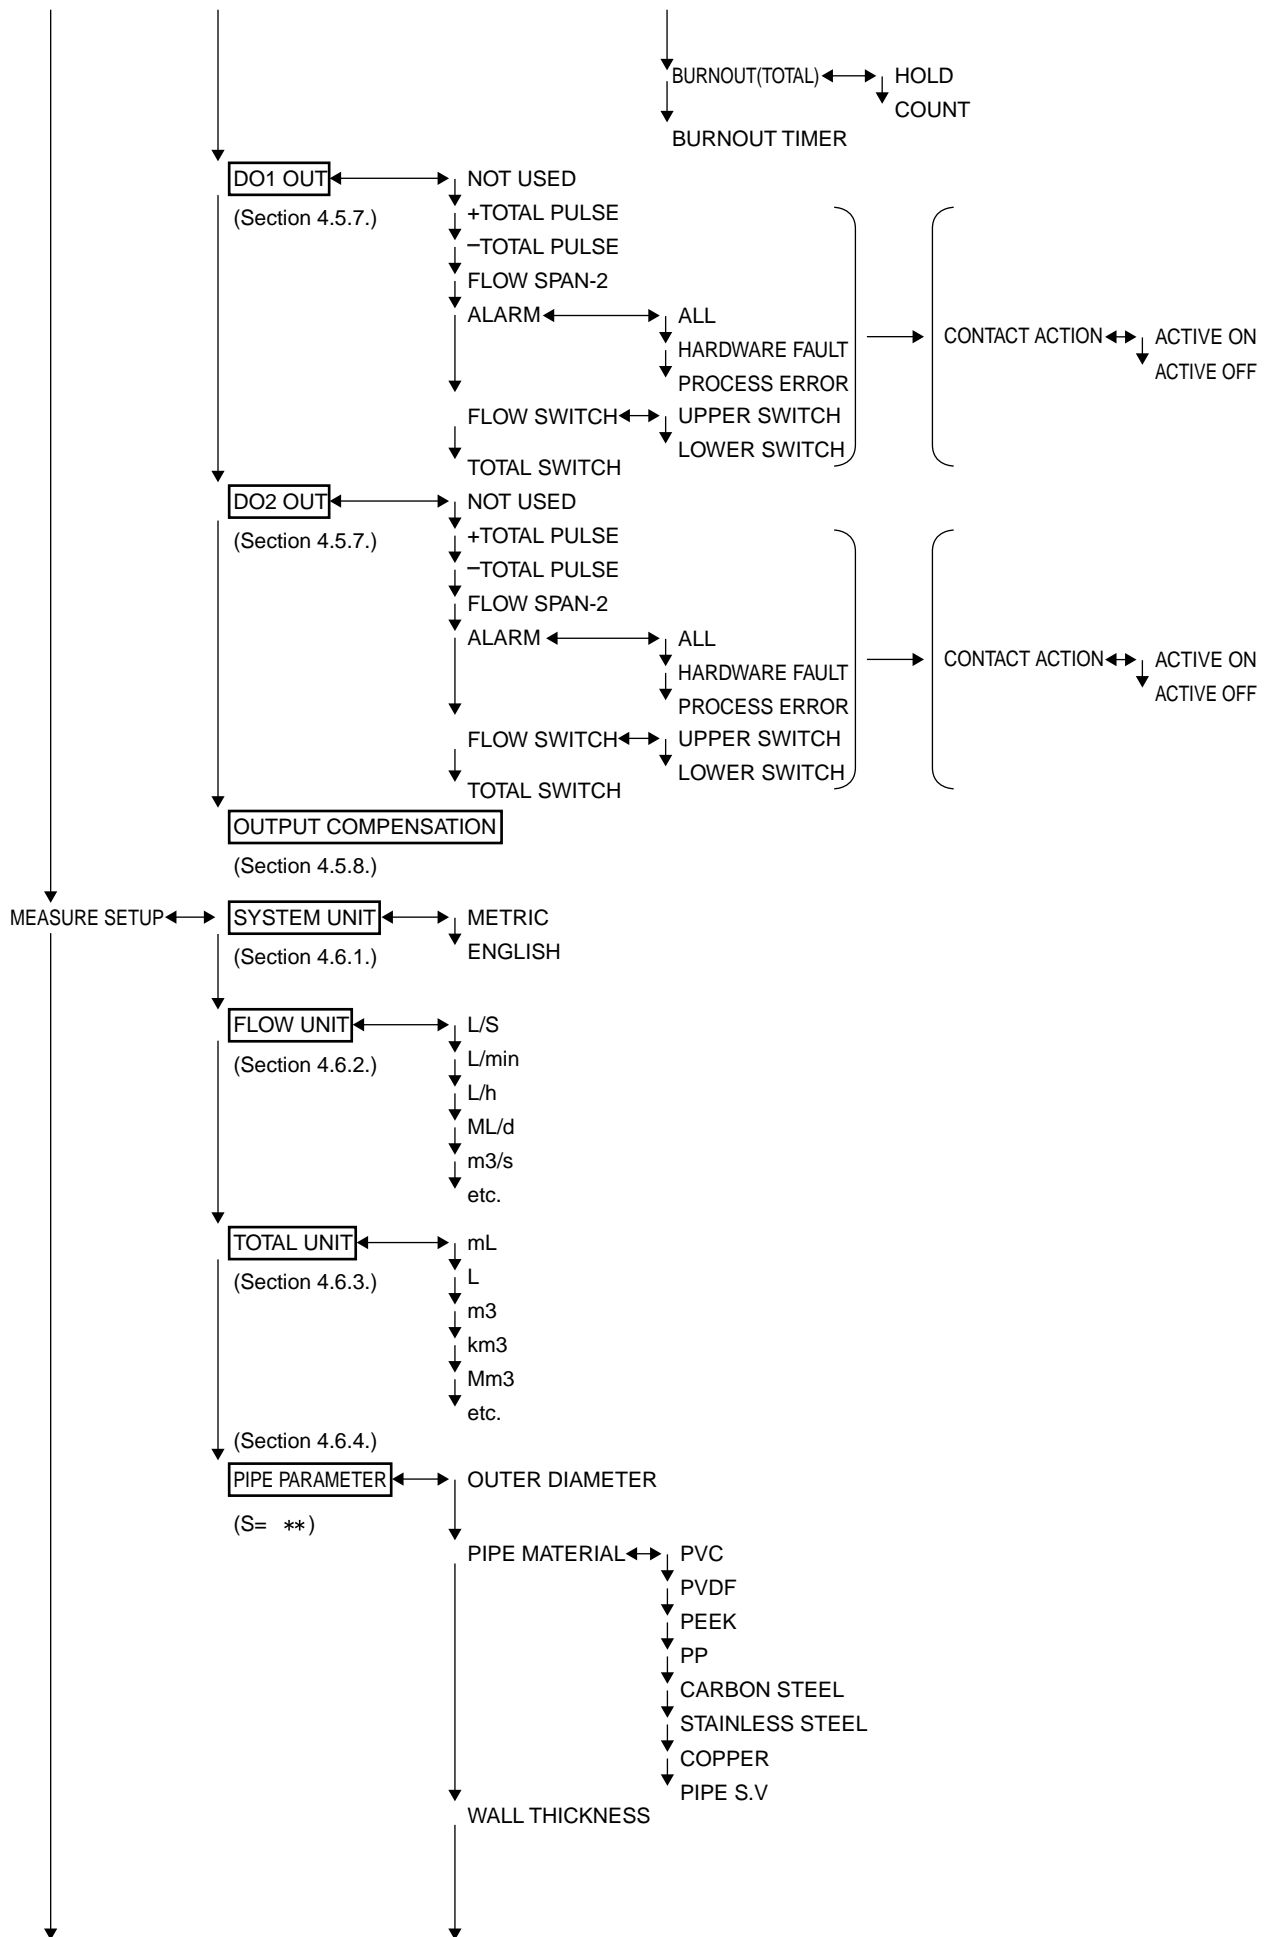 BURNOUT(TOTAL) HOLD
COUNT
BURNOUT TIMER
DO1 OUT NOT USED
(Section 4.5.7.) +TOTAL PULSE
−TOTAL PULSE
FLOW SPAN-2
ALARM ALL
HARDWARE FAULT CONTACT ACTION ACTIVE ON
PROCESS ERROR ACTIVE OFF
FLOW SWITCH UPPER SWITCH
LOWER SWITCH
TOTAL SWITCH
DO2 OUT NOT USED
(Section 4.5.7.) +TOTAL PULSE
−TOTAL PULSE
FLOW SPAN-2
ALARM ALL
HARDWARE FAULT CONTACT ACTION ACTIVE ON
PROCESS ERROR ACTIVE OFF
FLOW SWITCH UPPER SWITCH
LOWER SWITCH
TOTAL SWITCH
OUTPUT COMPENSATION
(Section 4.5.8.)
MEASURE SETUP SYSTEM UNIT METRIC
(Section 4.6.1.) ENGLISH
FLOW UNIT L/S
(Section 4.6.2.) L/min
L/h
ML/d
m3/s
etc.
TOTAL UNIT mL
(Section 4.6.3.) L
m3
km3
Mm3
etc.
(Section 4.6.4.)
PIPE PARAMETER OUTER DIAMETER
(S= **)
PIPE MATERIAL PVC
PVDF
PEEK
PP
CARBON STEEL
STAINLESS STEEL
COPPER
PIPE S.V
WALL THICKNESS